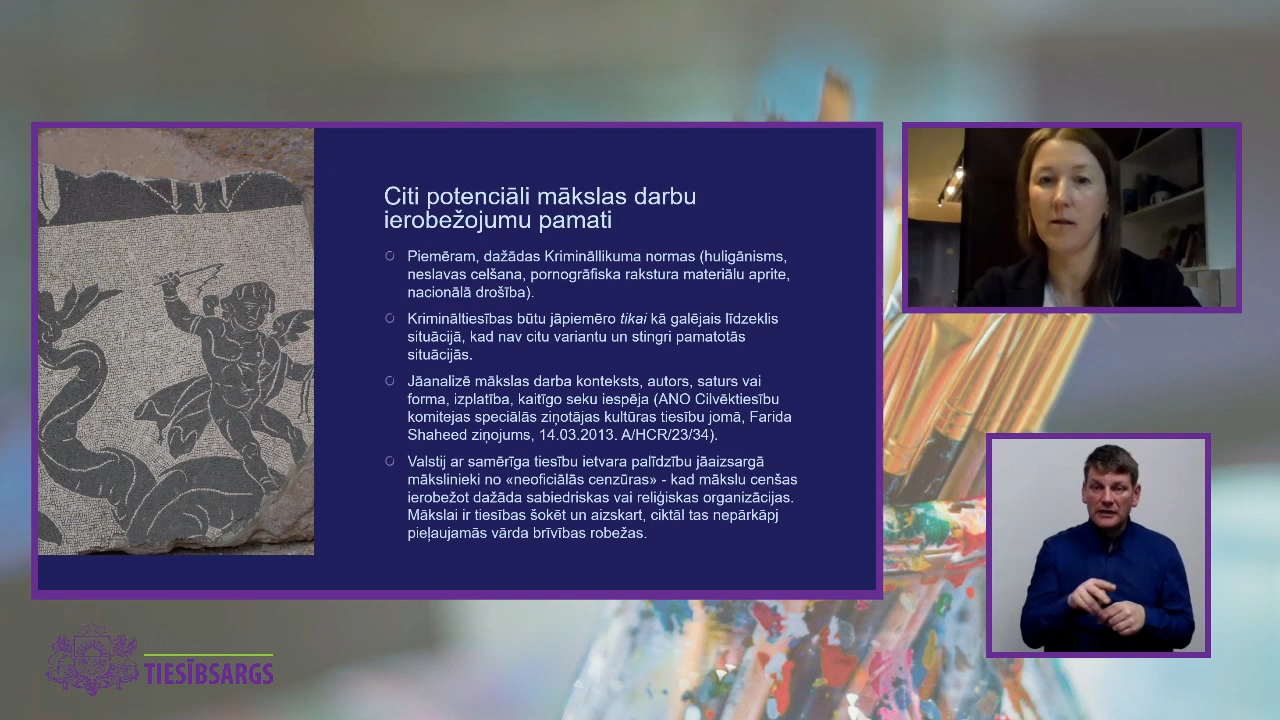 Citi potenciāli mākslas darbu
ierobežojumu pamati
Piemēram, dažādas Krimināllikuma normas (huligānisms,
neslavas celšana, pornogrāfiska rakstura materiālu aprite,
nacionālā drošība).
Krimināltiesības būtu jāpiemēro tikai kā galējais līdzeklis
situācijā, kad nav citu variantu un stingri pamatotās
situācijās.
Jāanalizē mākslas darba konteksts, autors, saturs vai
forma, izplatība, kaitīgo seku iespēja (ANO Cilvēktiesību
komitejas speciālās ziņotājas kultūras tiesību jomā, Farida
Shaheed ziņojums, 14.03.2013. A/HCR/23/34).
Valstij ar samērīga tiesību ietvara palīdzību jāaizsargā
mākslinieki no «neoficiālās cenzūras» - kad mākslu cenšas
ierobežot dažāda sabiedriskas vai reliģiskas organizācijas.
Mākslai ir tiesības šokēt un aizskart, ciktāl tas nepārkāpj
pieļaujamās vārda brīvības robežas.
TIESĪBSARGS